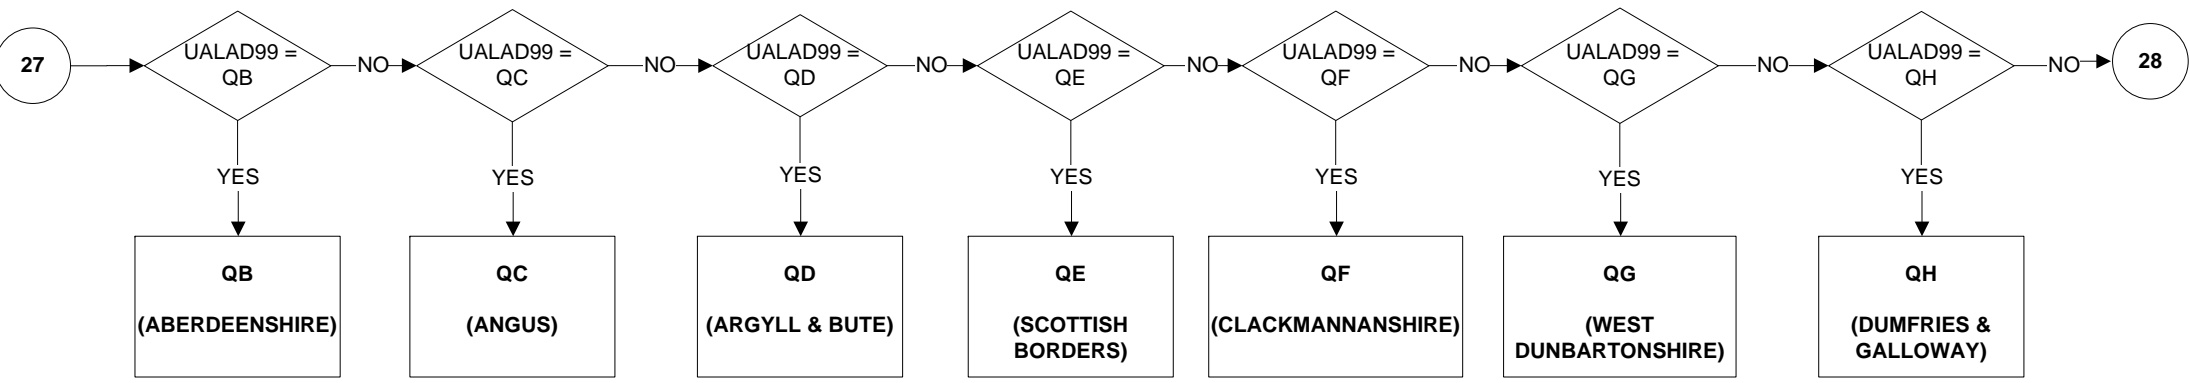 27
UALAD99 =
QB
NO
UALAD99 =
QC
NO
UALAD99 =
QD
NO
UALAD99 =
QE
NO
UALAD99 =
QF
NO
UALAD99 =
QG
NO
UALAD99 =
QH
NO
28
YES
YES
YES
YES
YES
YES
YES
QB
(ABERDEENSHIRE)
QC
(ANGUS)
QD
(ARGYLL & BUTE)
QE
(SCOTTISH
BORDERS)
QF
(CLACKMANNANSHIRE)
QG
(WEST
DUNBARTONSHIRE)
QH
(DUMFRIES &
GALLOWAY)